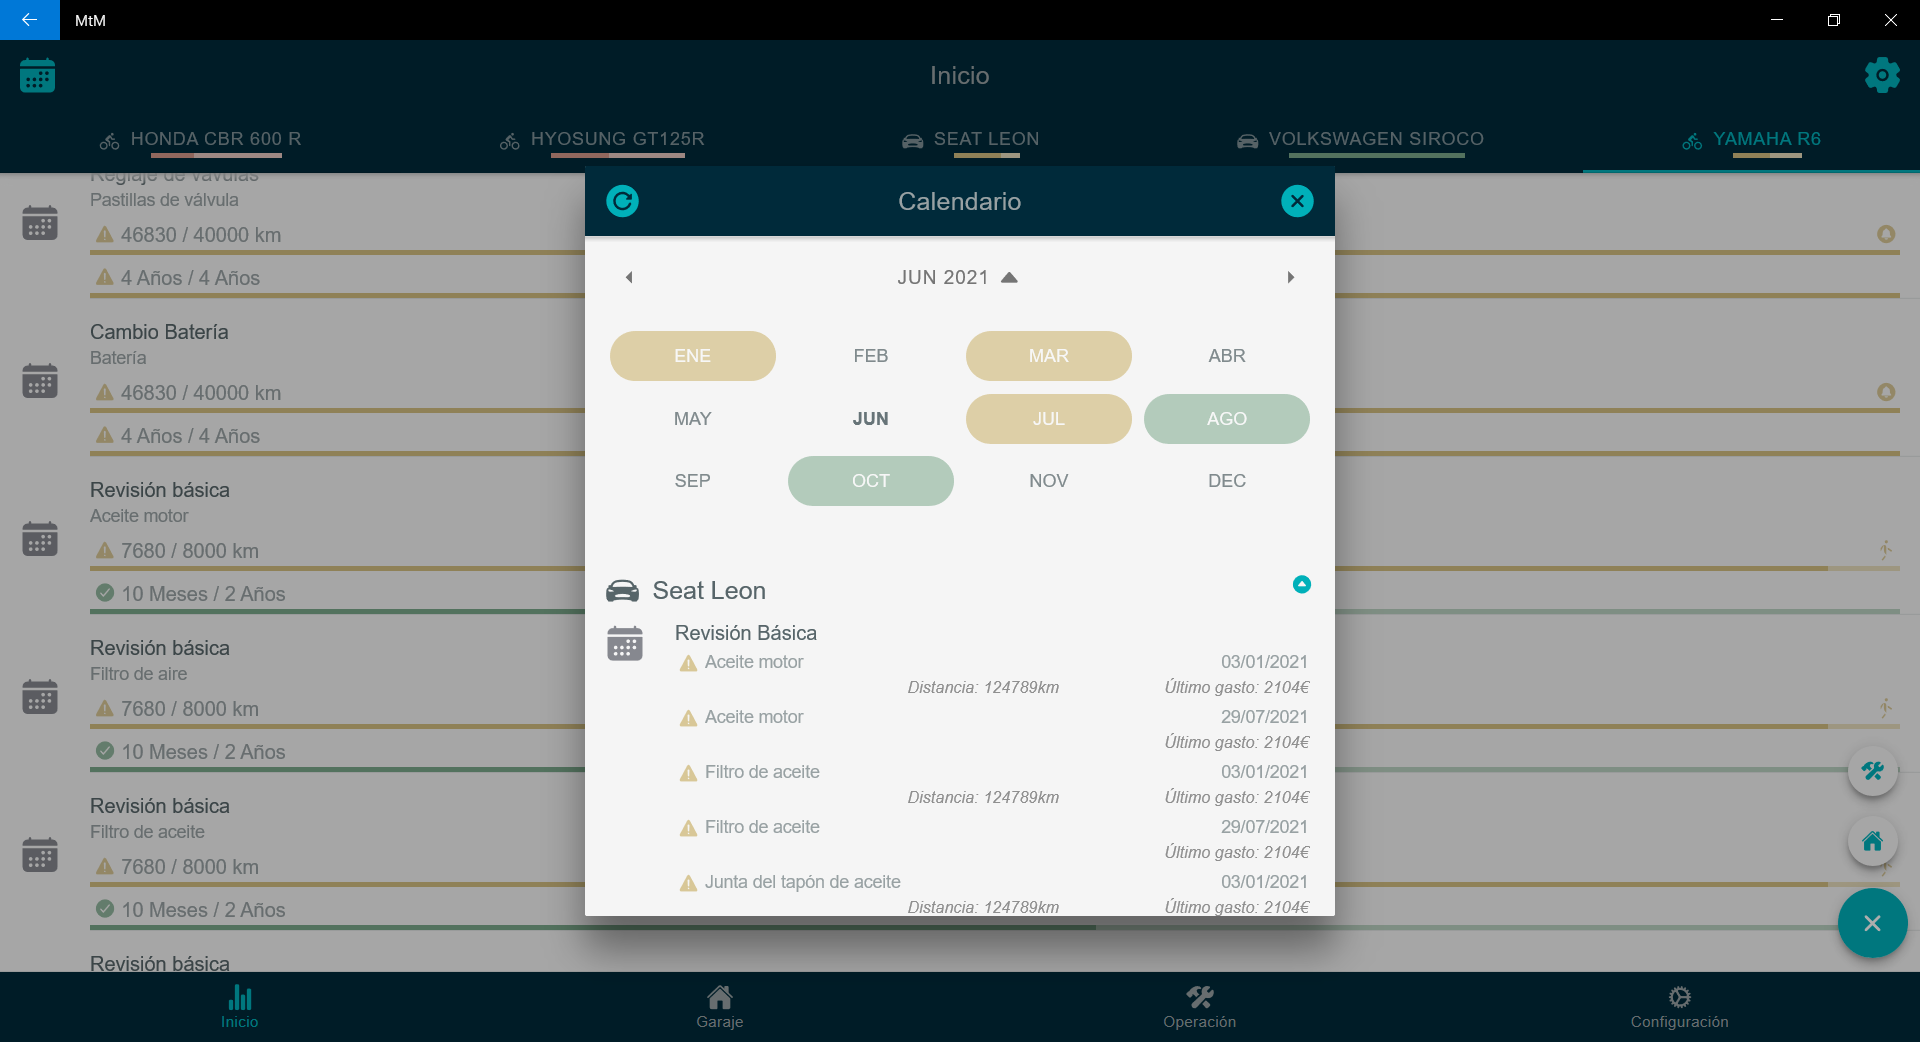 MtM
Inicio
HONDA CBR 600 R
HYOSUNG GT125R
SEAT LEON
VOLKSWAGEN SIROCO
YAMAHA R6
Reglaje de vávulas
Pastillas de válvula
46830 / 40000 km
4 Años / 4 Años
Cambio Batería
Batería
46830 / 40000 km
4 Años / 4 Años
Revisión básica
Aceite motor
7680 / 8000 km
10 Meses / 2 Años
Revisión básica
Filtro de aire
7680 / 8000 km
10 Meses / 2 Años
Revisión básica
Filtro de aceite
7680 / 8000 km
10 Meses / 2 Años
Revisión básica
Calendario
JUN 2021
ENE FEB MAR ABR
MAY JUN JUL AGO
SEP OCT NOV DEC
Seat Leon
Revisión Básica
Aceite motor 03/01/2021
Distancia: 124789km Último gasto: 2104€
Aceite motor 29/07/2021
Último gasto: 2104€
Filtro de aceite 03/01/2021
Distancia: 124789km Último gasto: 2104€
Filtro de aceite 29/07/2021
Último gasto: 2104€
Junta del tapón de aceite 03/01/2021
Distancia: 124789km Último gasto: 2104€
Inicio
Garaje
Operación
Configuración